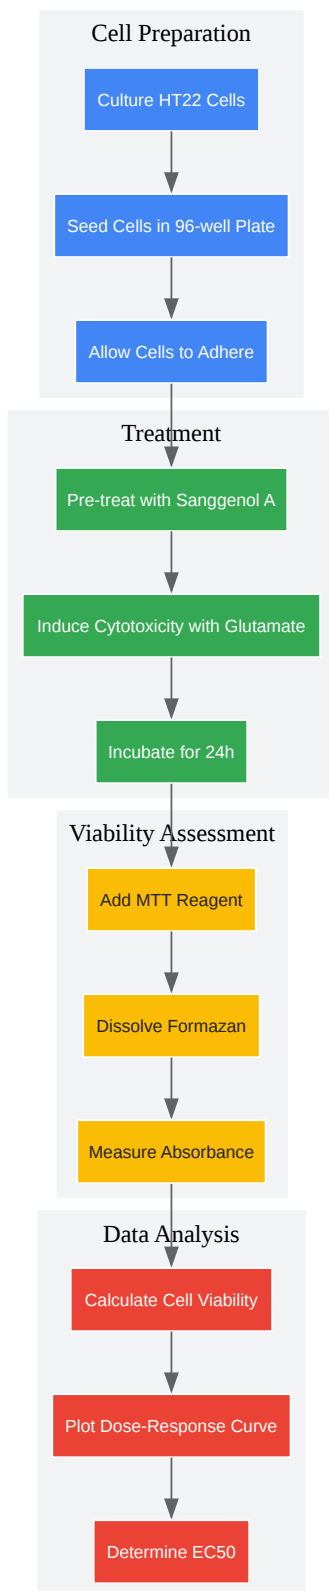 Cell Preparation
Culture HT22 Cells
Seed Cells in 96-well Plate
Allow Cells to Adhere
Treatment
Pre-treat with Sanggenol A
Induce Cytotoxicity with Glutamate
Incubate for 24h
Viability Assessment
Add MTT Reagent
Dissolve Formazan
Measure Absorbance
Data Analysis
Calculate Cell Viability
Plot Dose-Response Curve
Determine EC50